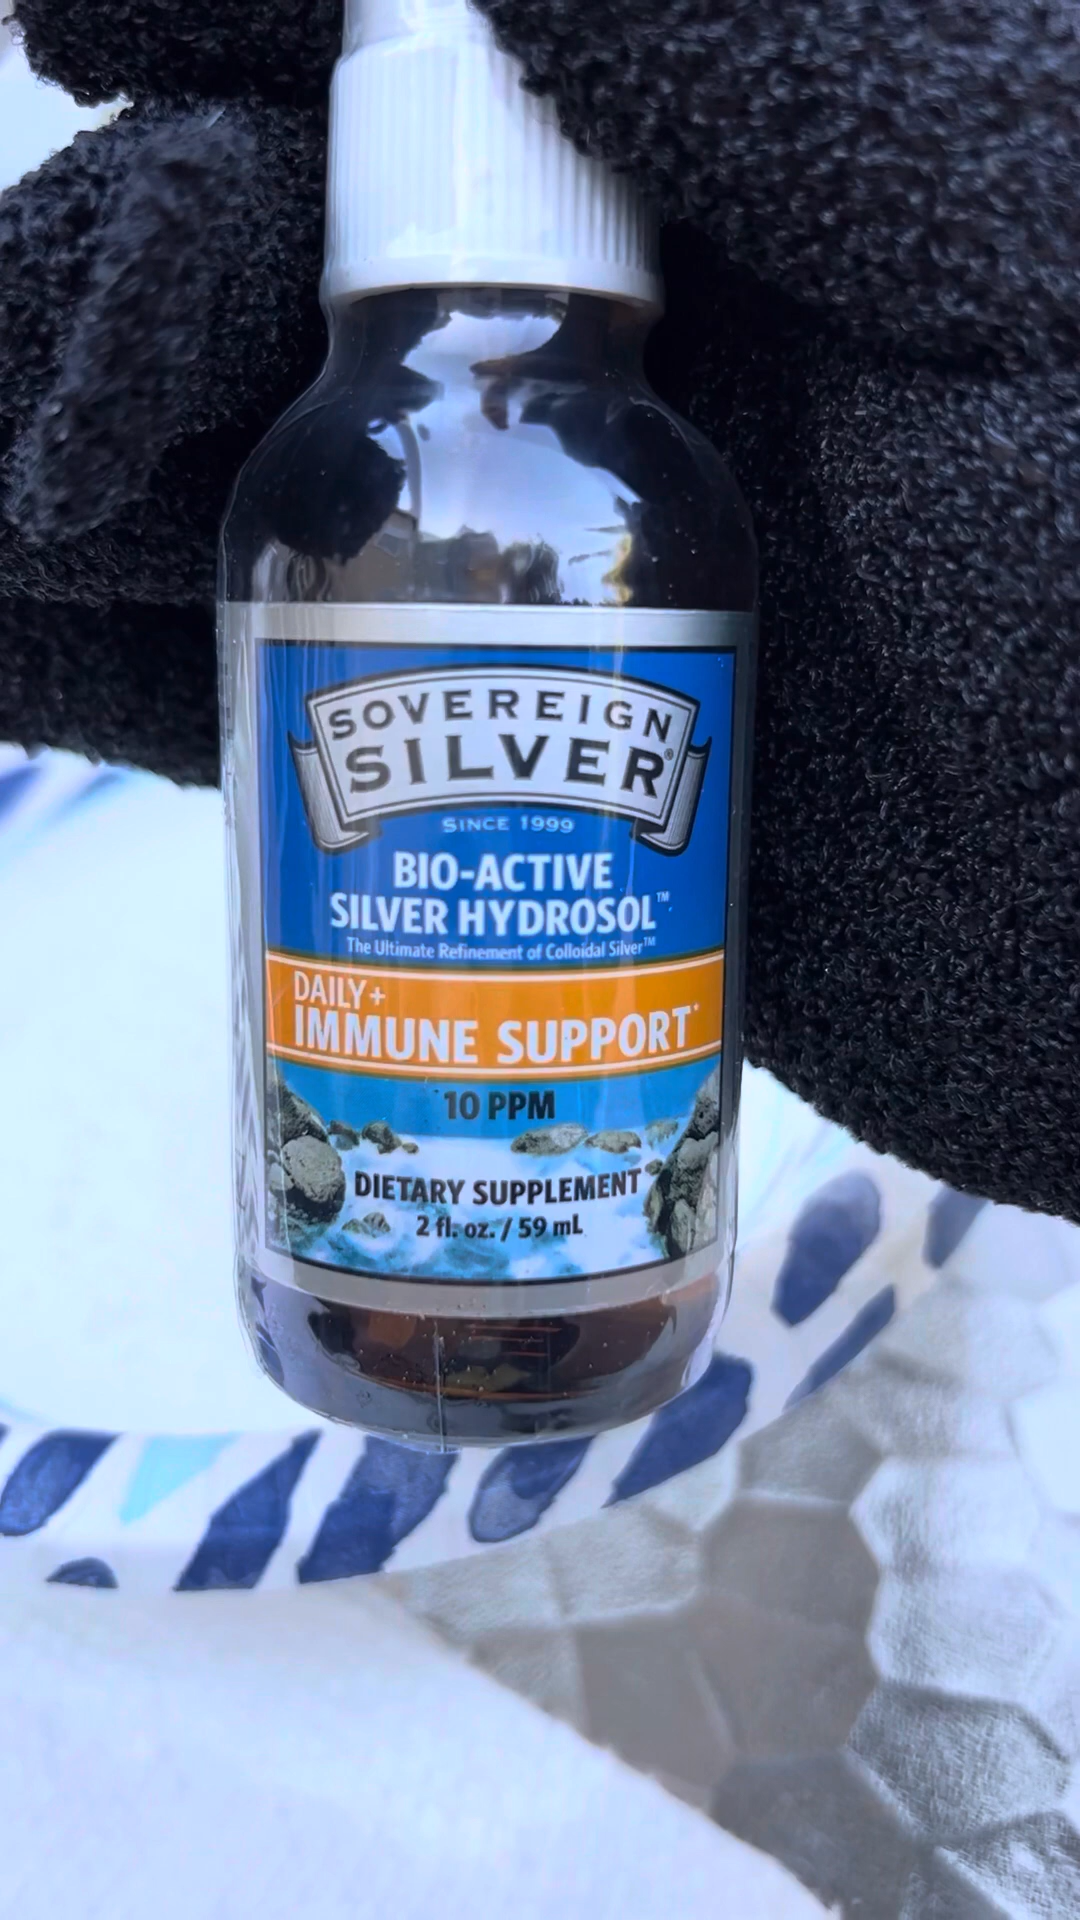 SOVEREIGN
SILVER®
SINCE 1999
BIO-ACTIVE
SILVER HYDROSOL™
The Ultimate Refinement of Colloidal Silver™
DAILY+
IMMUNE SUPPORT*
10 PPM
DIETARY SUPPLEMENT
2 fl. oz. / 59 mL